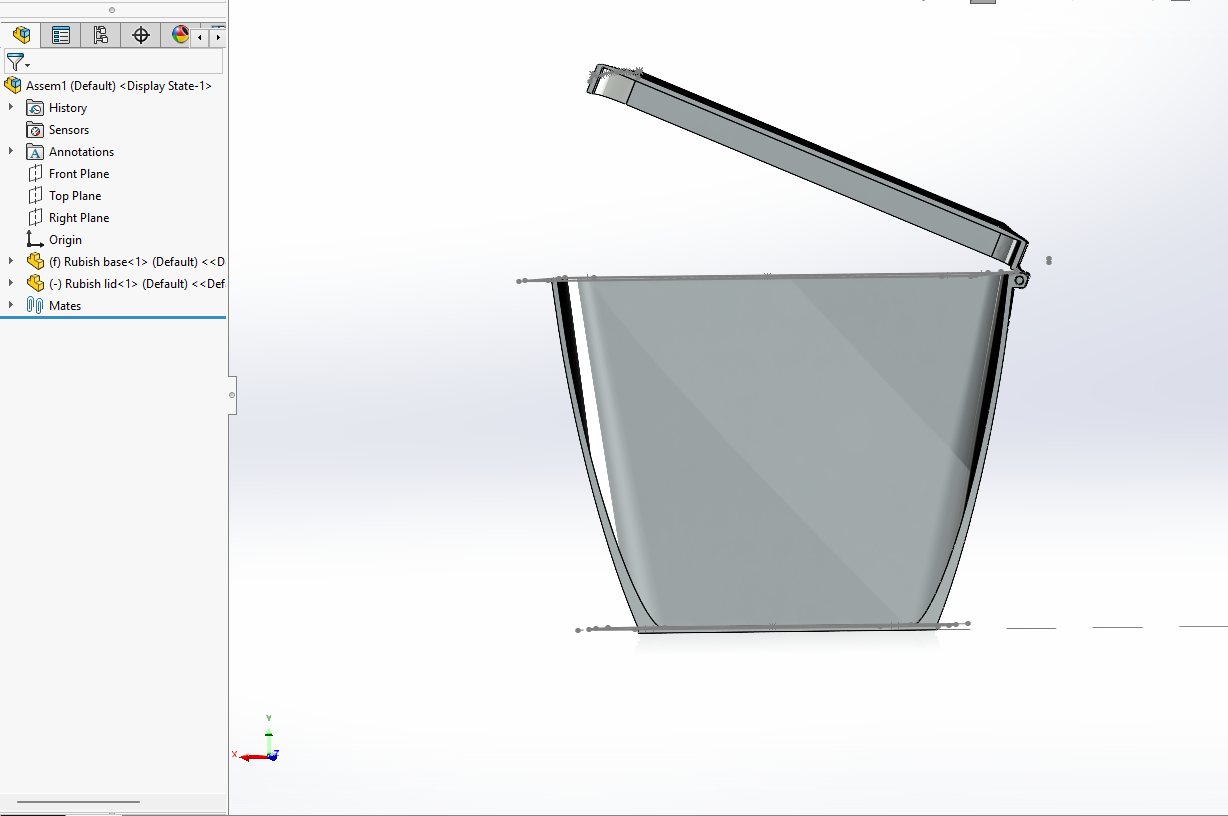 Assem1 (Default) <Display State-1>
History
Sensors
Annotations
Front Plane
Top Plane
Right Plane
Origin
(f) Rubish base<1> (Default) <<D
(-) Rubish lid<1> (Default) <<Def
Mates
Y
X
Z